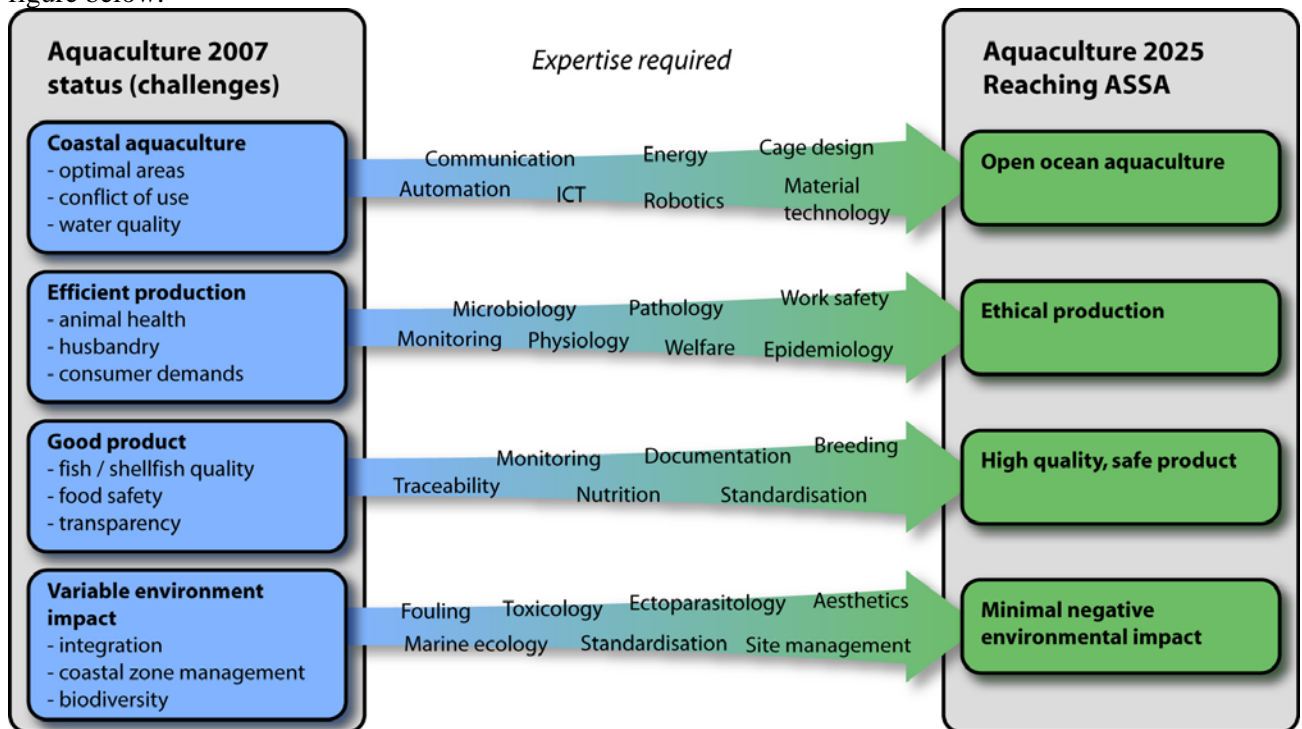 figure below.
Aquaculture 2007
status (challenges)
Expertise required
Aquaculture 2025
Reaching ASSA
Coastal aquaculture
- optimal areas
- conflict of use
- water quality
Communication
Energy
Cage design
Automation
ICT
Robotics
Material
technology
Open ocean aquaculture
Efficient production
- animal health
- husbandry
- consumer demands
Microbiology
Pathology
Work safety
Monitoring
Physiology
Welfare
Epidemiology
Ethical production
Good product
- fish / shellfish quality
- food safety
- transparency
Monitoring
Documentation
Breeding
Traceability
Nutrition
Standardisation
High quality, safe product
Variable environment
impact
- integration
- coastal zone management
- biodiversity
Fouling
Toxicology
Ectoparasitology
Aesthetics
Marine ecology
Standardisation
Site management
Minimal negative
environmental impact